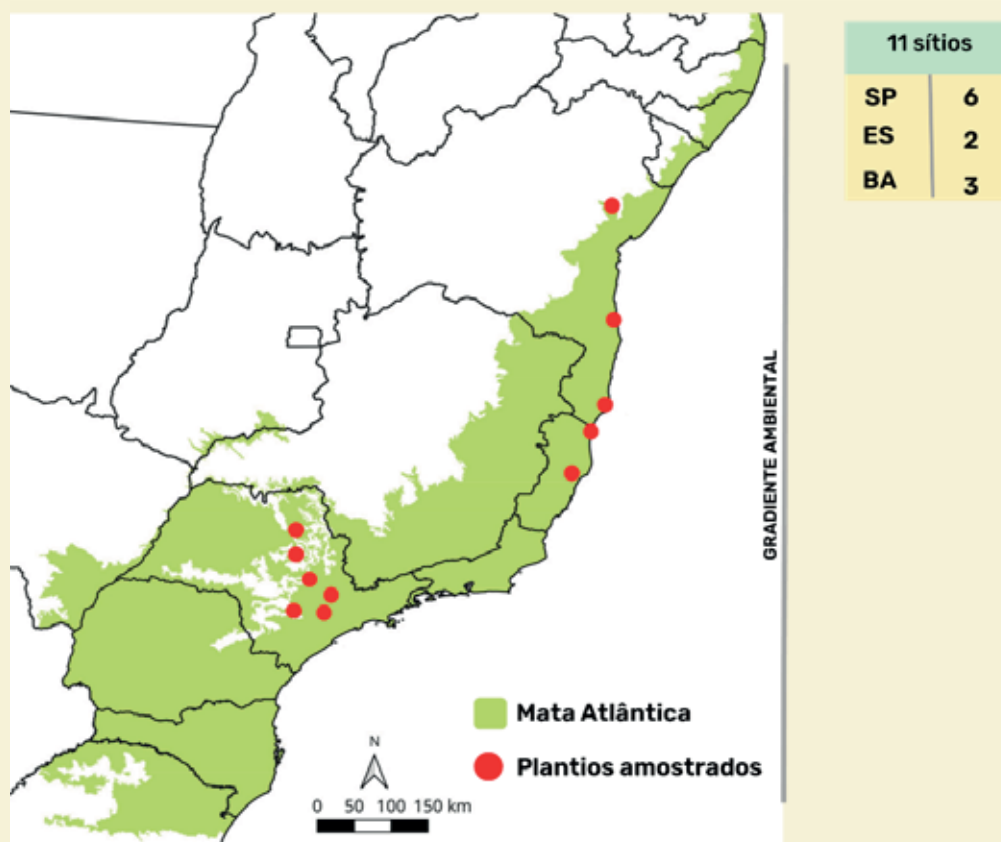 11 sítios
SP 6
ES 2
BA 3
GRADIENTE AMBIENTAL
Mata Atlântica
Plantios amostrados
N
0 50 100 150 km